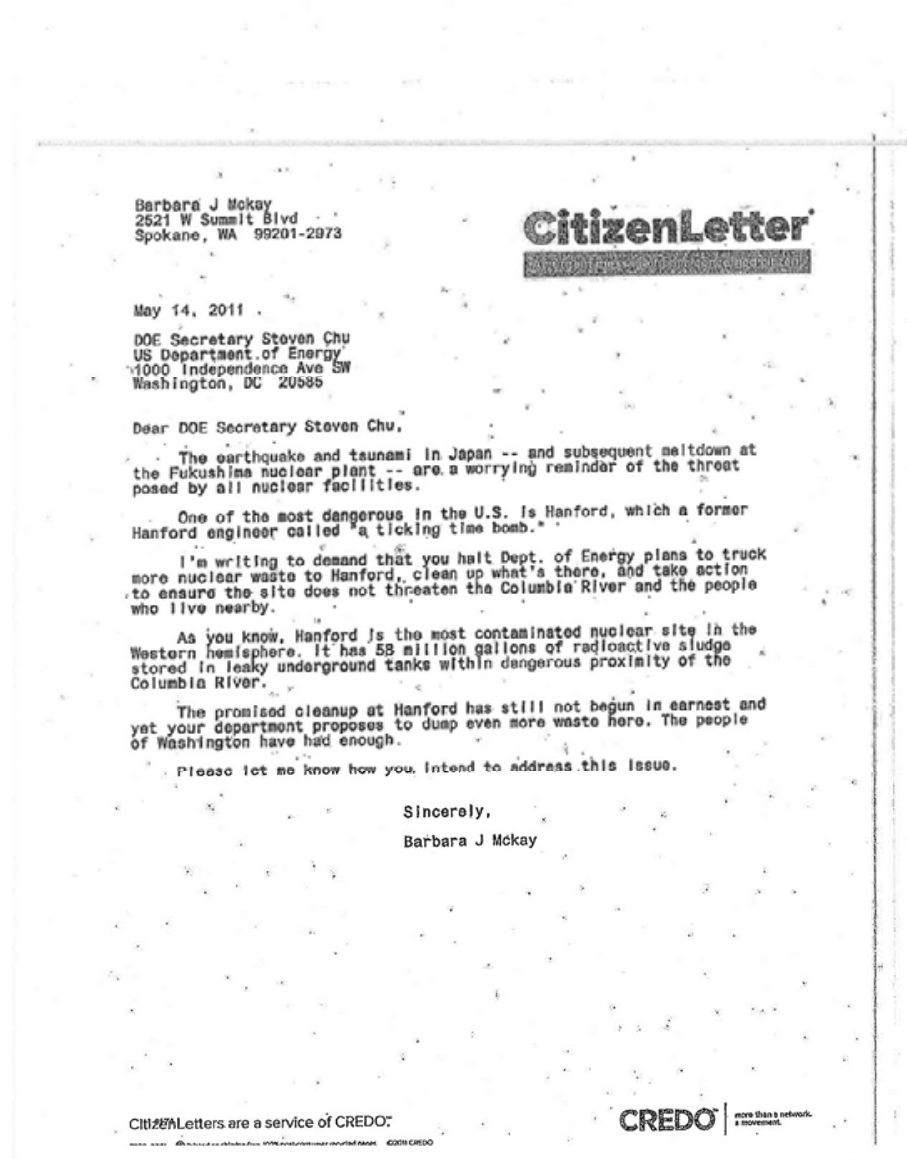 Barbara J Mckay
2521 W Summit Blvd
Spokane, WA 99201-2973
CitizenLetter
May 14, 2011
DOE Secretary Steven Chu
US Department of Energy
1000 Independence Ave SW
Washington, DC 20585
Dear DOE Secretary Steven Chu,
The earthquake and tsunami in Japan -- and subsequent meltdown at
the Fukushima nuclear plant -- are a worrying reminder of the threat
posed by all nuclear facilities.
One of the most dangerous in the U.S. is Hanford, which a former
Hanford engineer called "a ticking time bomb."
I'm writing to demand that you halt Dept. of Energy plans to truck
more nuclear waste to Hanford, clean up what's there, and take action
to ensure the site does not threaten the Columbia River and the people
who live nearby.
As you know, Hanford is the most contaminated nuclear site in the
Western hemisphere. It has 53 million gallons of radioactive sludge
stored in leaky underground tanks within dangerous proximity of the
Columbia River.
The promised cleanup at Hanford has still not begun in earnest and
yet your department proposes to dump even more waste here. The people
of Washington have had enough.
Please let me know how you intend to address this issue.
Sincerely,
Barbara J Mckay
CitizenLetters are a service of CREDO.
CREDO
more than a network.
a movement.
©2011 CREDO